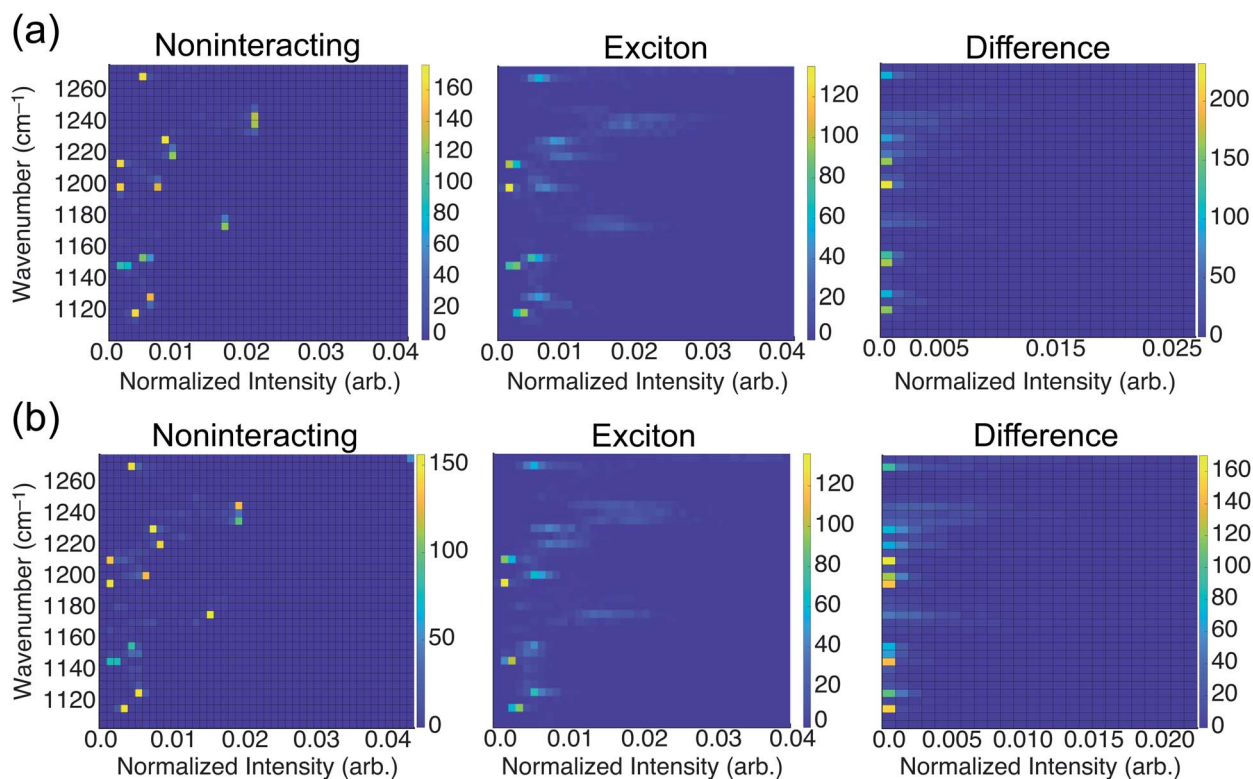 (a)
Noninteracting
Exciton
Difference
Wavenumber (cm⁻¹)
1260
1240
1220
1200
1180
1160
1140
1120
0.0 0.01 0.02 0.03 0.04
Normalized Intensity (arb.)
160
140
120
100
80
60
40
20
0
0.0 0.01 0.02 0.03 0.04
Normalized Intensity (arb.)
120
100
80
60
40
20
0
0.0 0.005 0.015 0.025
Normalized Intensity (arb.)
200
150
100
50
0
(b)
Noninteracting
Exciton
Difference
Wavenumber (cm⁻¹)
1260
1240
1220
1200
1180
1160
1140
1120
0.0 0.01 0.02 0.03 0.04
Normalized Intensity (arb.)
150
100
50
0
0.0 0.01 0.02 0.03 0.04
Normalized Intensity (arb.)
120
100
80
60
40
20
0
0.0 0.005 0.010 0.015 0.020
Normalized Intensity (arb.)
160
140
120
100
80
60
40
20
0